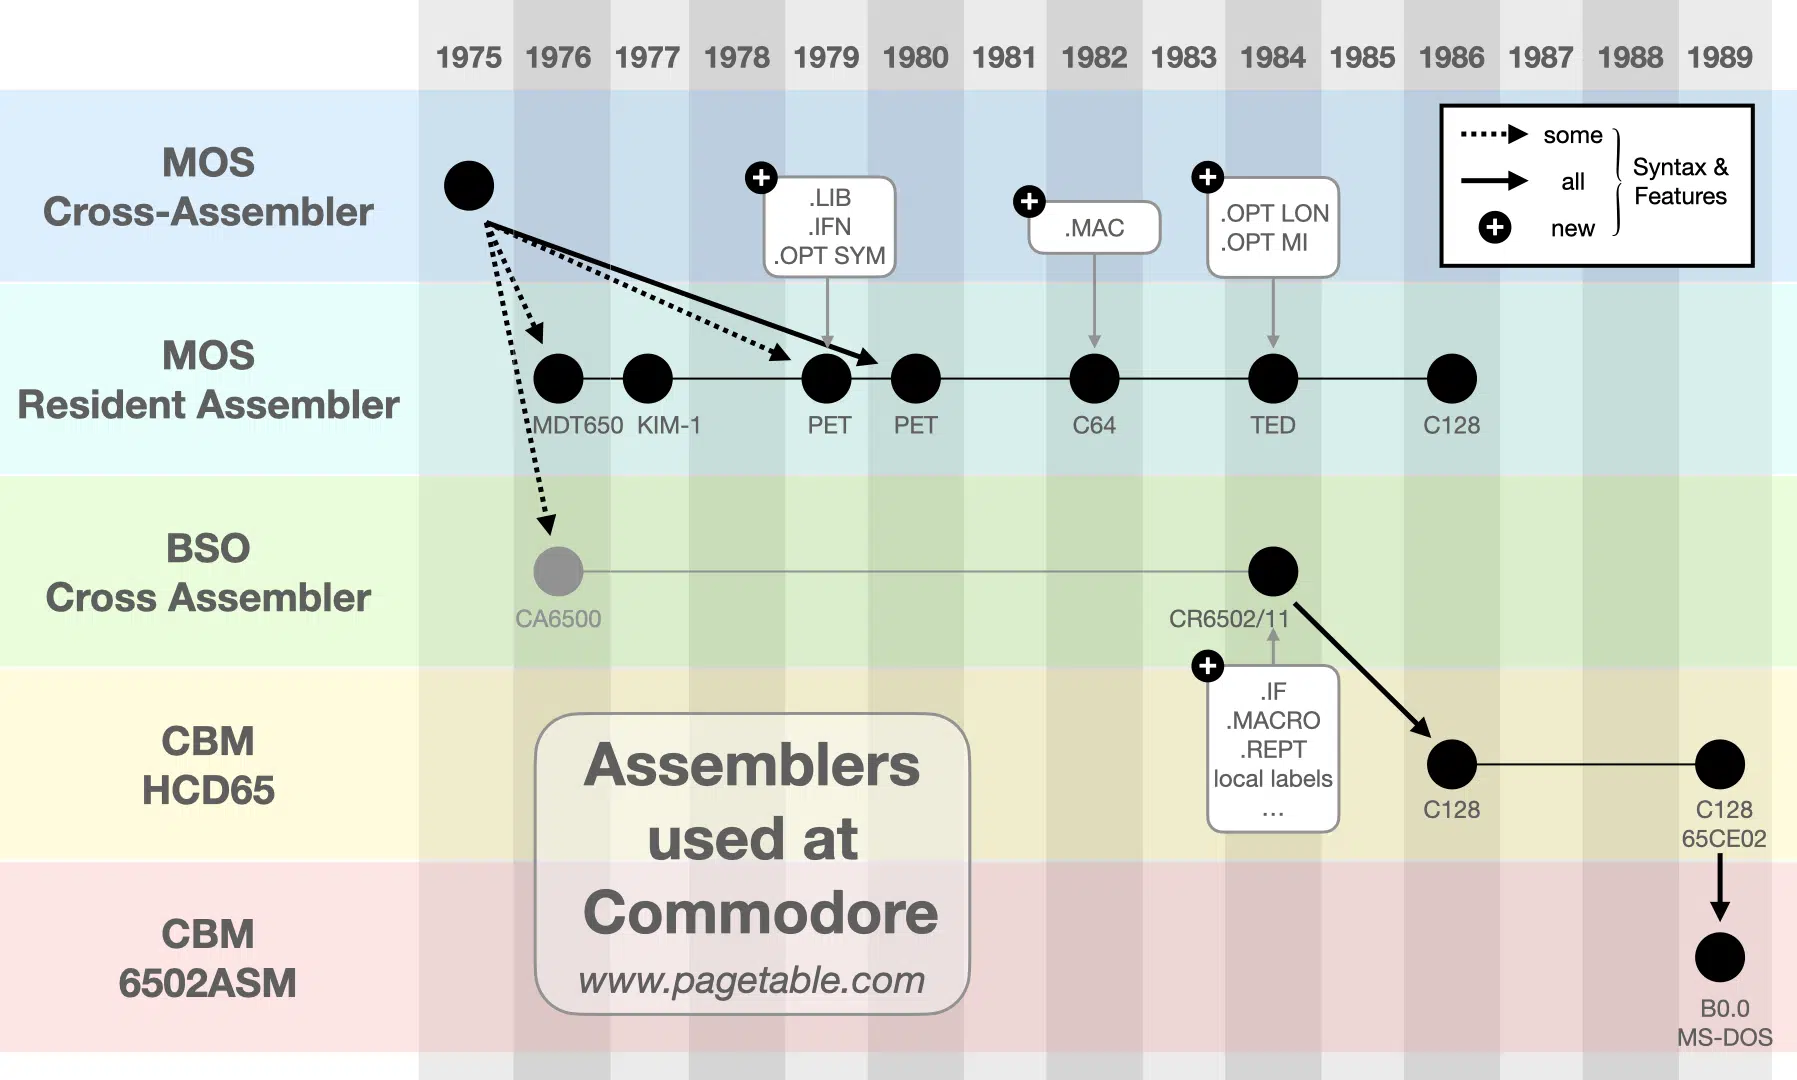 1975 1976 1977 1978 1979 1980 1981 1982 1983 1984 1985 1986 1987 1988 1989
MOS
Cross-Assembler
.LIB
.IFN
.OPT SYM
.MAC
.OPT LON
.OPT MI
some
all
new
Syntax &
Features
MOS
Resident Assembler
MDT650 KIM-1 PET PET C64 TED C128
BSO
Cross Assembler
CA6500 CR6502/11
.IF
.MACRO
.REPT
local labels
...
CBM
HCD65
C128
C128
65CE02
Assemblers
used at
Commodore
www.pagetable.com
CBM
6502ASM
B0.0
MS-DOS